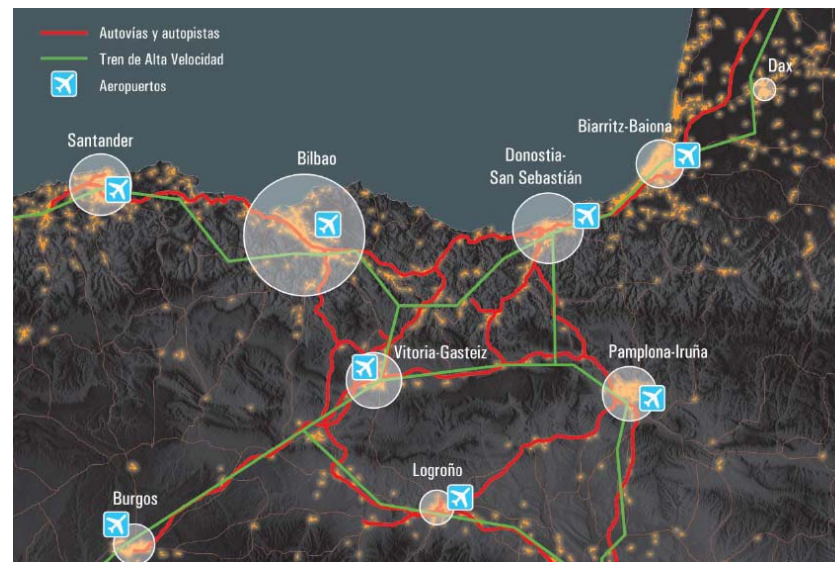 Autovías y autopistas
Tren de Alta Velocidad
Aeropuertos
Dax
Biarritz-Baiona
Santander
Bilbao
Donostia-
San Sebastián
Vitoria-Gasteiz
Pamplona-Iruña
Logroño
Burgos